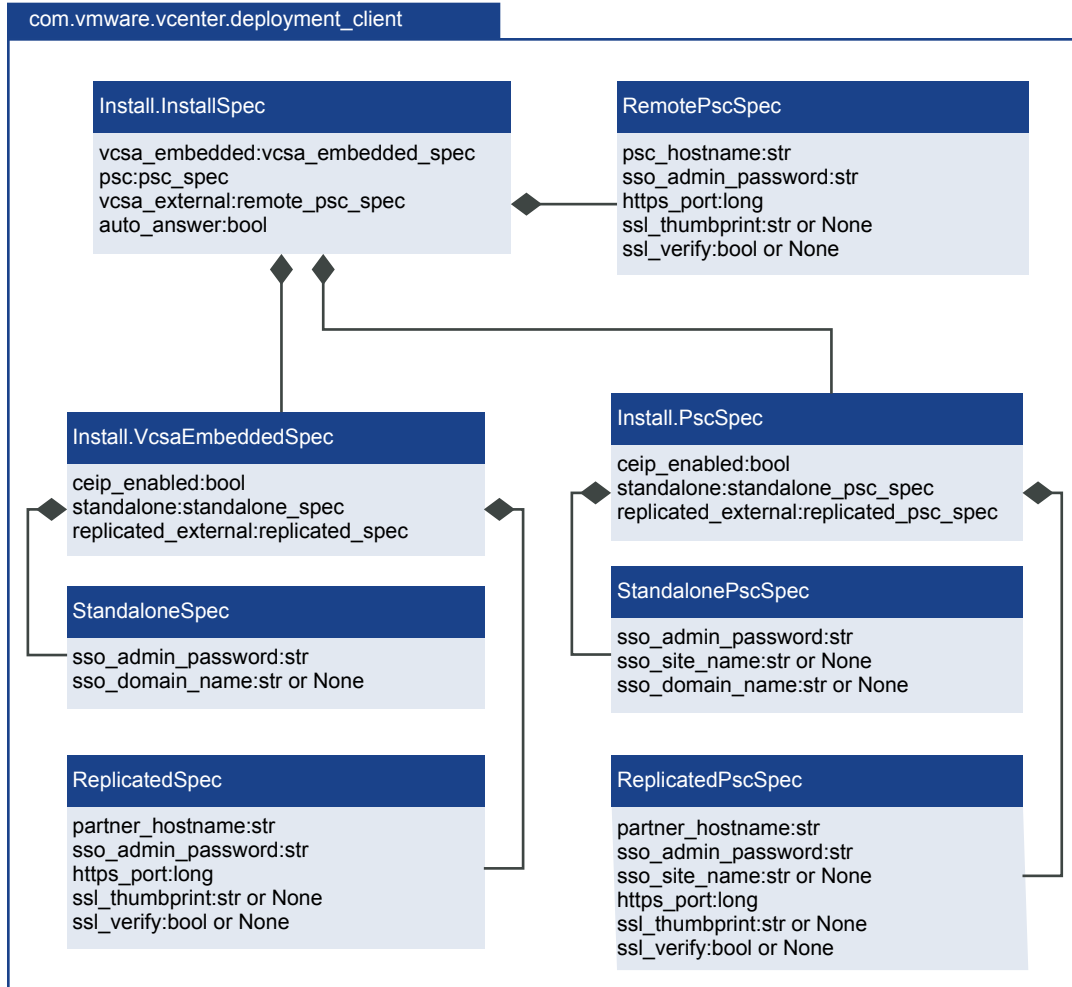 com.vmware.vcenter.deployment_client
Install.InstallSpec
vcsa_embedded:vcsa_embedded_spec
psc:psc_spec
vcsa_external:remote_psc_spec
auto_answer:bool
RemotePscSpec
psc_hostname:str
sso_admin_password:str
https_port:long
ssl_thumbprint:str or None
ssl_verify:bool or None
Install.VcsaEmbeddedSpec
ceip_enabled:bool
standalone:standalone_spec
replicated_external:replicated_spec
StandaloneSpec
sso_admin_password:str
sso_domain_name:str or None
ReplicatedSpec
partner_hostname:str
sso_admin_password:str
https_port:long
ssl_thumbprint:str or None
ssl_verify:bool or None
Install.PscSpec
ceip_enabled:bool
standalone:standalone_psc_spec
replicated_external:replicated_psc_spec
StandalonePscSpec
sso_admin_password:str
sso_site_name:str or None
sso_domain_name:str or None
ReplicatedPscSpec
partner_hostname:str
sso_admin_password:str
sso_site_name:str or None
https_port:long
ssl_thumbprint:str or None
ssl_verify:bool or None